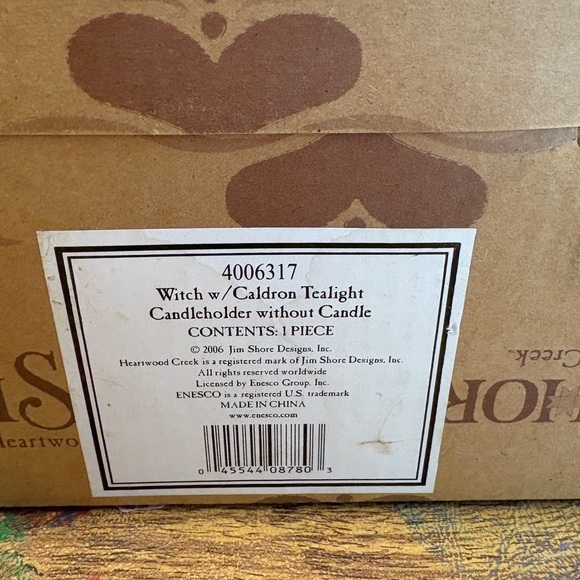 4006317
Witch w/Caldron Tealight
Candleholder without Candle
CONTENTS: 1 PIECE
© 2006 Jim Shore Designs, Inc.
Heartwood Creek is a registered mark of Jim Shore Designs, Inc.
All rights reserved worldwide
Licensed by Enesco Group, Inc.
ENESCO is a registered U.S. trademark
MADE IN CHINA
www.enesco.com
0 45544 08780 3
Creek™